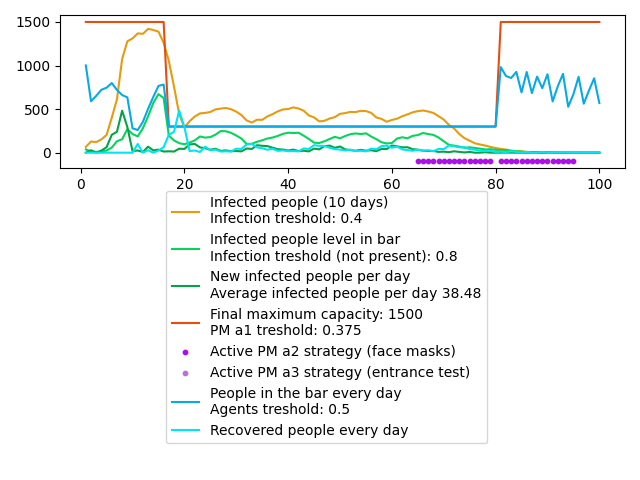 1500
1000
500
0
0
20
40
60
80
100
Infected people (10 days)
Infection treshold: 0.4
Infected people level in bar
Infection treshold (not present): 0.8
New infected people per day
Average infected people per day 38.48
Final maximum capacity: 1500
PM a1 treshold: 0.375
Active PM a2 strategy (face masks)
Active PM a3 strategy (entrance test)
People in the bar every day
Agents treshold: 0.5
Recovered people every day